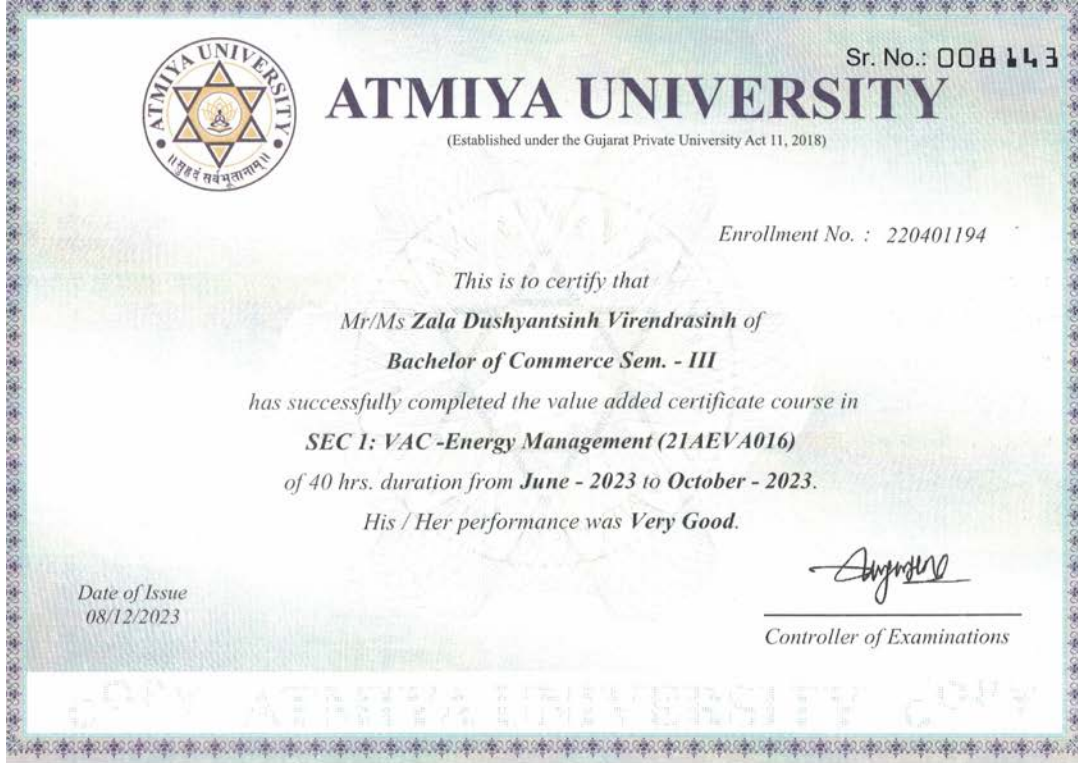 ATMIYA UNIVERSITY
॥सुहृदं सर्वभूतानाम्॥
Sr. No.: 008143
ATMIYA UNIVERSITY
(Established under the Gujarat Private University Act 11, 2018)
Enrollment No. : 220401194
This is to certify that
Mr/Ms Zala Dushyantsinh Virendrasinh of
Bachelor of Commerce Sem. - III
has successfully completed the value added certificate course in
SEC 1: VAC -Energy Management (21AEVA016)
of 40 hrs. duration from June - 2023 to October - 2023.
His / Her performance was Very Good.
Date of Issue
08/12/2023
Controller of Examinations
ATMIYA UNIVERSITY